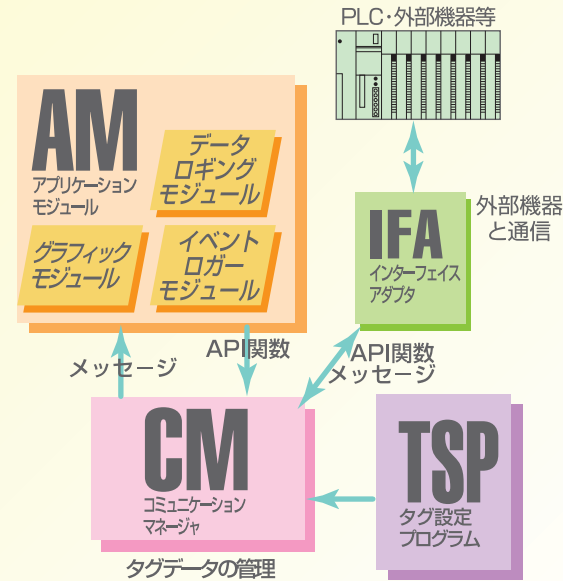 PLC・外部機器等
AM
アプリケーション
モジュール
データ
ロギング
モジュール
グラフィック
モジュール
イベント
ロガー
モジュール
IFA
インターフェイス
アダプタ
外部機器
と通信
メッセージ
API関数
API関数
メッセージ
CM
コミュニケーション
マネージャ
タグデータの管理
TSP
タグ設定
プログラム